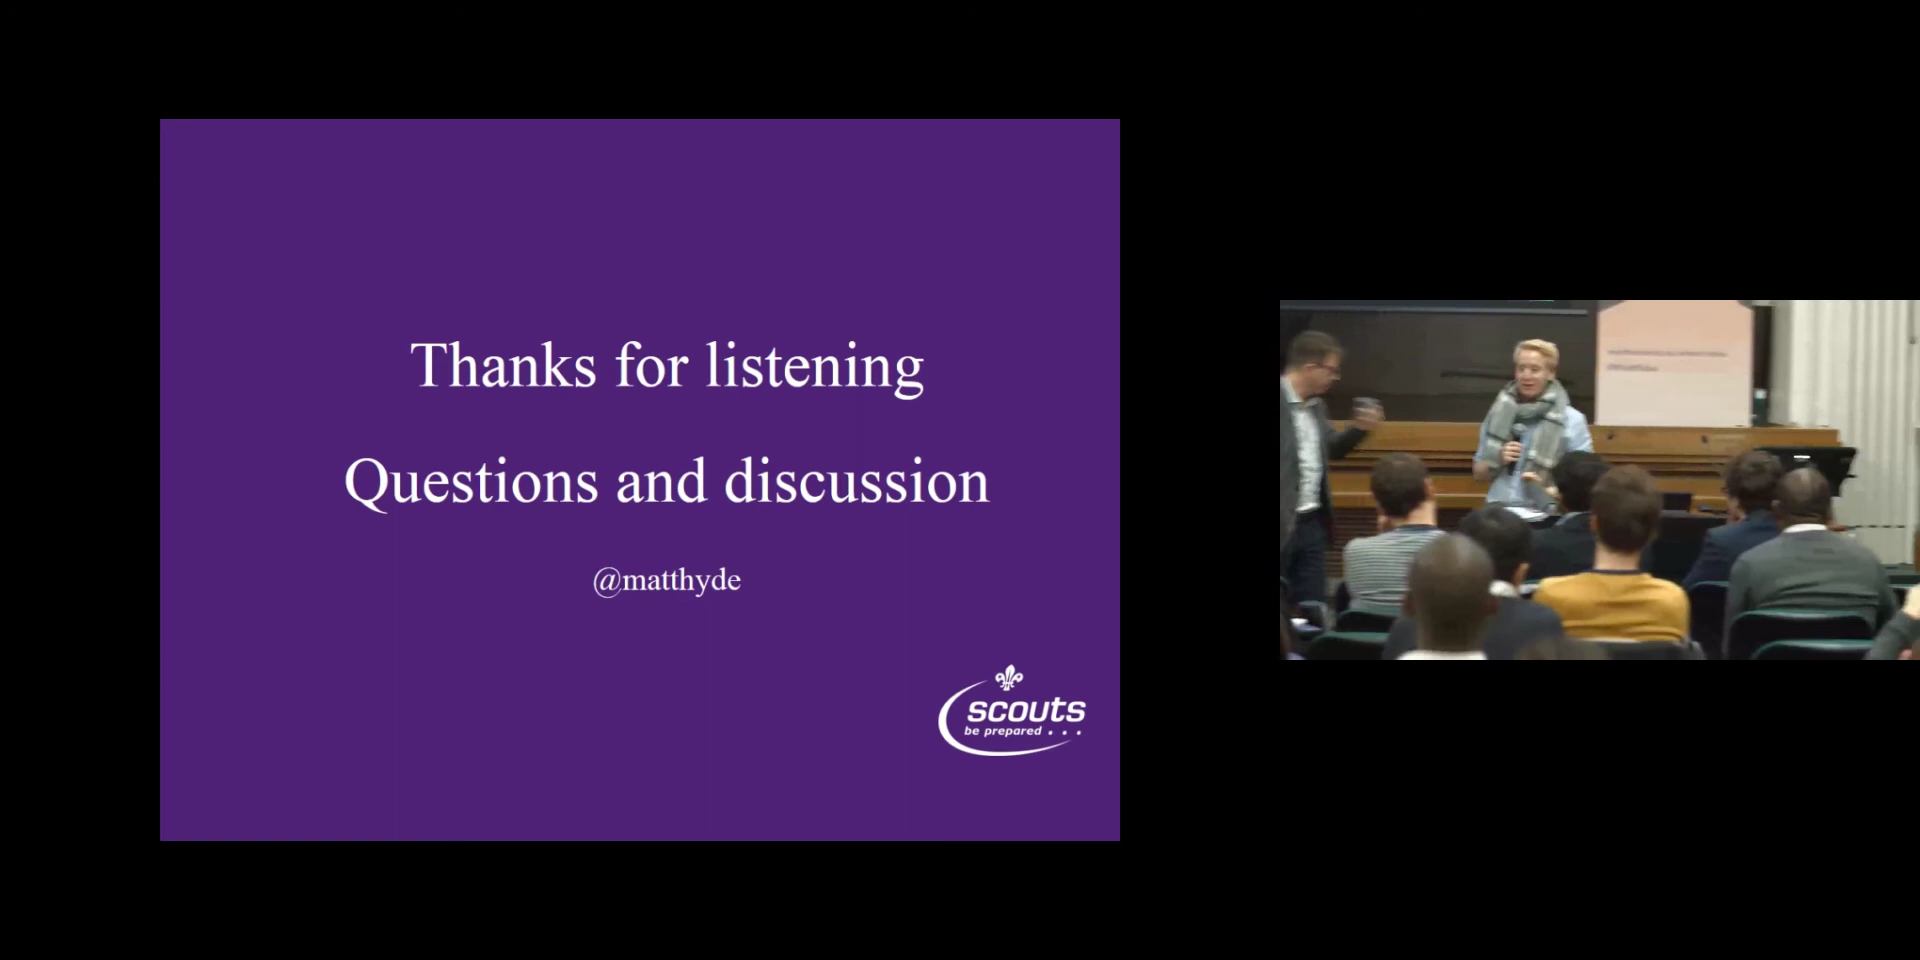 Thanks for listening
Questions and discussion
@matthyde
scouts
be prepared . . .